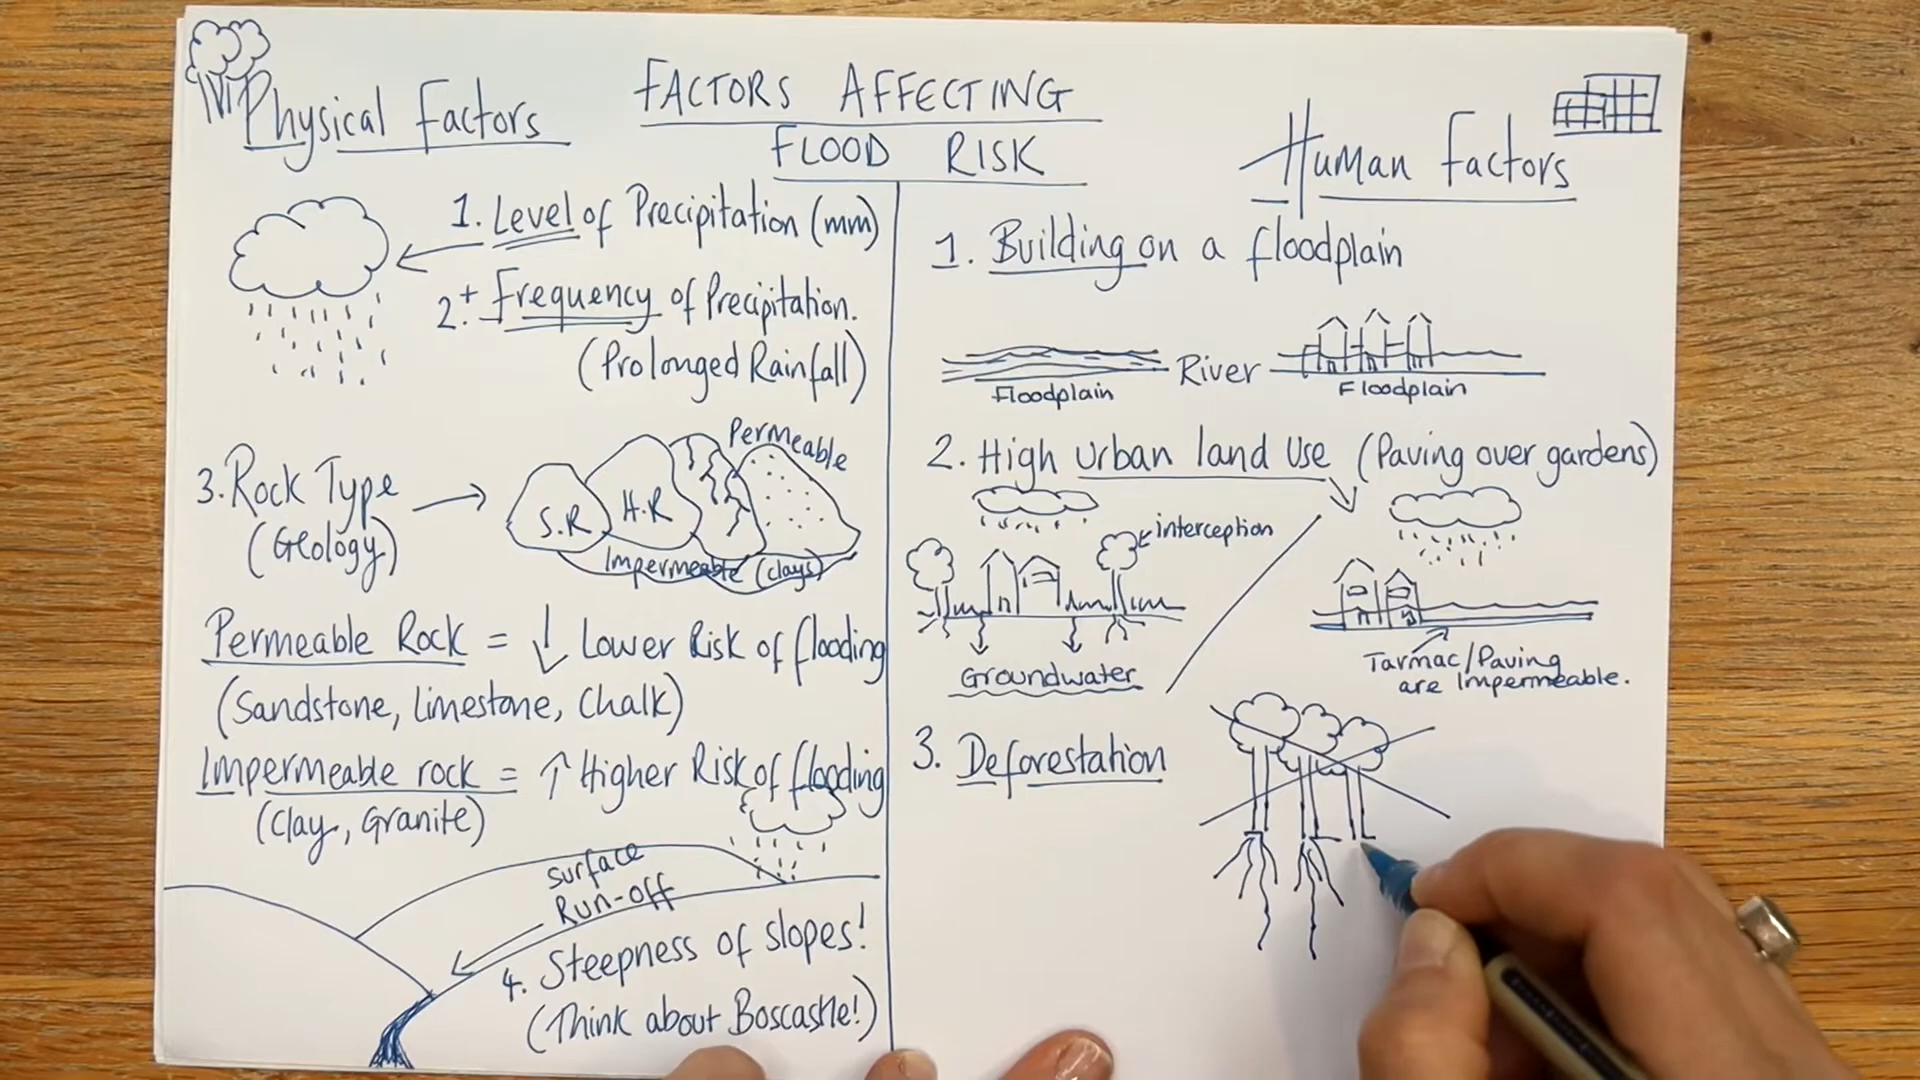 FACTORS AFFECTING
FLOOD RISK
Physical Factors
1. Level of Precipitation (mm)
2. + Frequency of Precipitation.
(Prolonged Rainfall)
3. Rock Type
(Geology)
S.R
H.R
Permeable
Impermeable (clays)
Permeable Rock = ↓ Lower Risk of flooding
(Sandstone, Limestone, Chalk)
Impermeable rock = ↑ Higher Risk of flooding
(Clay, Granite)
Surface
Run-off
4. Steepness of slopes!
(Think about Boscastle!)
Human Factors
1. Building on a floodplain
Floodplain
River
Floodplain
2. High Urban land Use (Paving over gardens)
interception
Groundwater
Tarmac/Paving
are Impermeable.
3. Deforestation